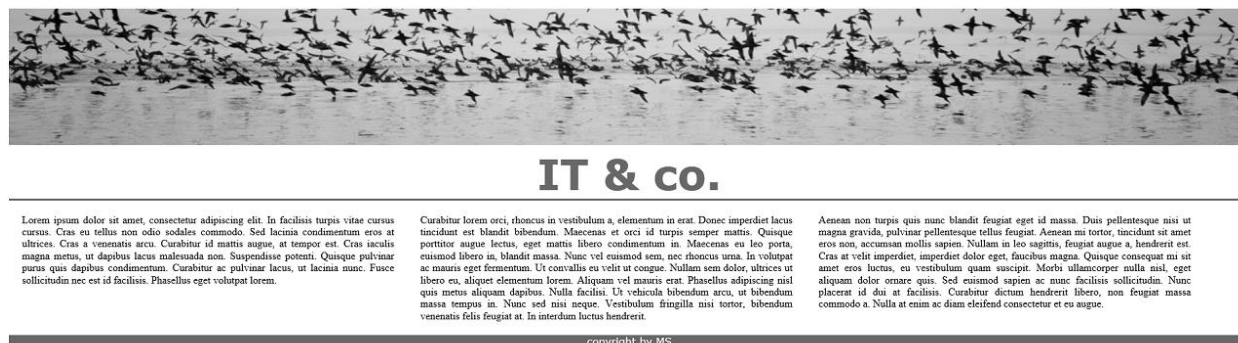 IT & co.
Lorem ipsum dolor sit amet, consectetur adipiscing elit. In facilisis turpis vitae cursus
cursus. Cras eu tellus non odio sodales commodo. Sed lacinia condimentum eros at
ultrices. Cras a venenatis arcu. Curabitur id mattis augue, at tempor est. Cras iaculis
magna metus, ut dapibus lacus malesuada non. Suspendisse potenti. Quisque pulvinar
purus quis dapibus condimentum. Curabitur ac pulvinar lacus, ut lacinia nunc. Fusce
sollicitudin nec est id facilisis. Phasellus eget volutpat lorem.
Curabitur lorem orci, rhoncus in vestibulum a, elementum in erat. Donec imperdiet lacus
tincidunt est blandit bibendum. Maecenas et orci id turpis semper mattis. Quisque
porttitor augue lectus, eget mattis libero condimentum in. Maecenas eu leo porta,
euismod libero in, blandit massa. Nunc vel euismod sem, nec rhoncus urna. In volutpat
ac mauris eget fermentum. Ut convallis eu velit ut congue. Nullam sem dolor, ultrices ut
libero eu, aliquet elementum lorem. Aliquam vel mauris erat. Phasellus adipiscing nisl
quis metus aliquam dapibus. Nulla facilisi. Ut vehicula bibendum arcu, ut bibendum
massa tempus in. Nunc sed nisi neque. Vestibulum fringilla nisi tortor, bibendum
venenatis felis feugiat at. In interdum luctus hendrerit.
Aenean non turpis quis nunc blandit feugiat eget id massa. Duis pellentesque nisi ut
magna gravida, pulvinar pellentesque tellus feugiat. Aenean mi tortor, tincidunt sit amet
eros non, accumsan mollis sapien. Nullam in leo sagittis, feugiat augue a, hendrerit est.
Cras at velit imperdiet, imperdiet dolor eget, faucibus magna. Quisque consequat mi sit
amet eros luctus, eu vestibulum quam suscipit. Morbi ullamcorper nulla nisl, eget
aliquam dolor ornare quis. Sed euismod sapien ac nunc facilisis sollicitudin. Nunc
placerat id dui at facilisis. Curabitur dictum hendrerit libero, non feugiat massa
commodo a. Nulla at enim ac diam eleifend consectetur et eu augue.
copyright by MS